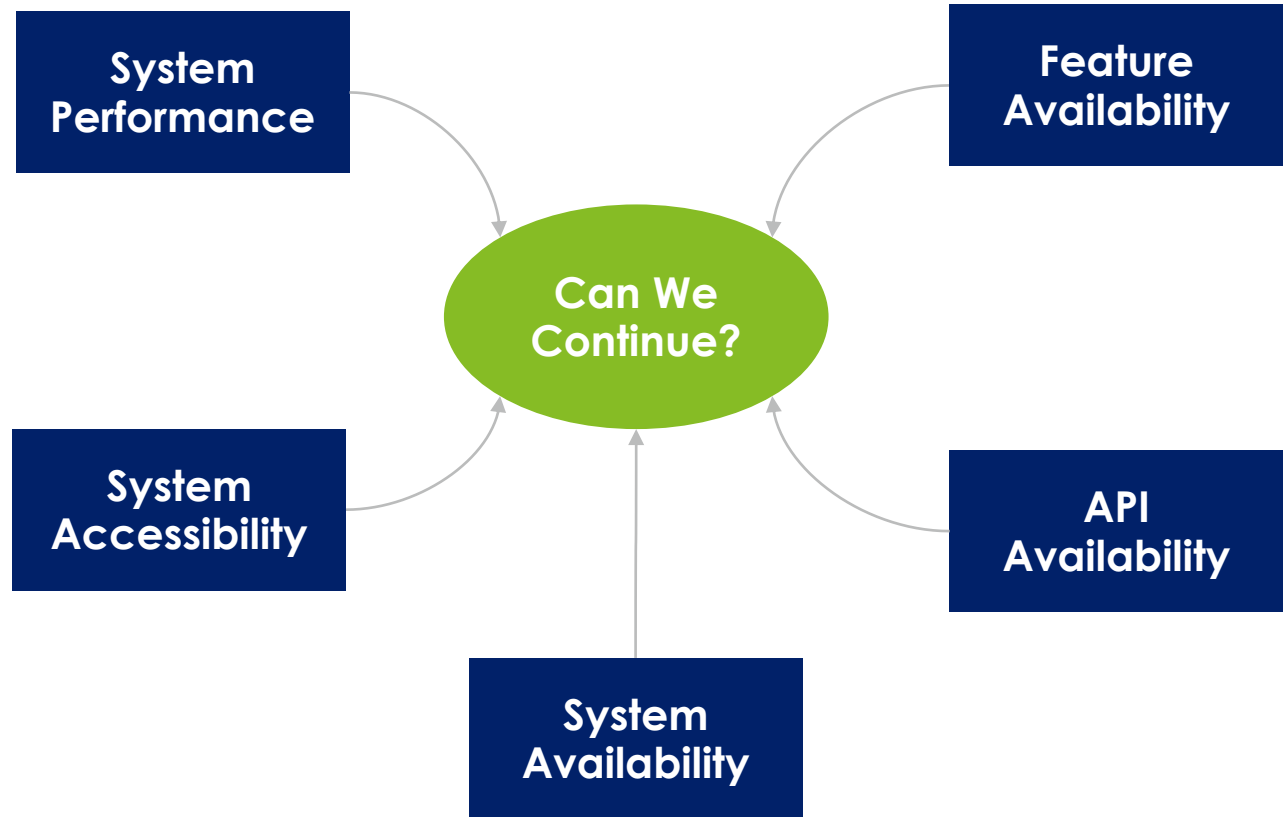 System
Performance
Feature
Availability
Can We
Continue?
System
Accessibility
API
Availability
System
Availability